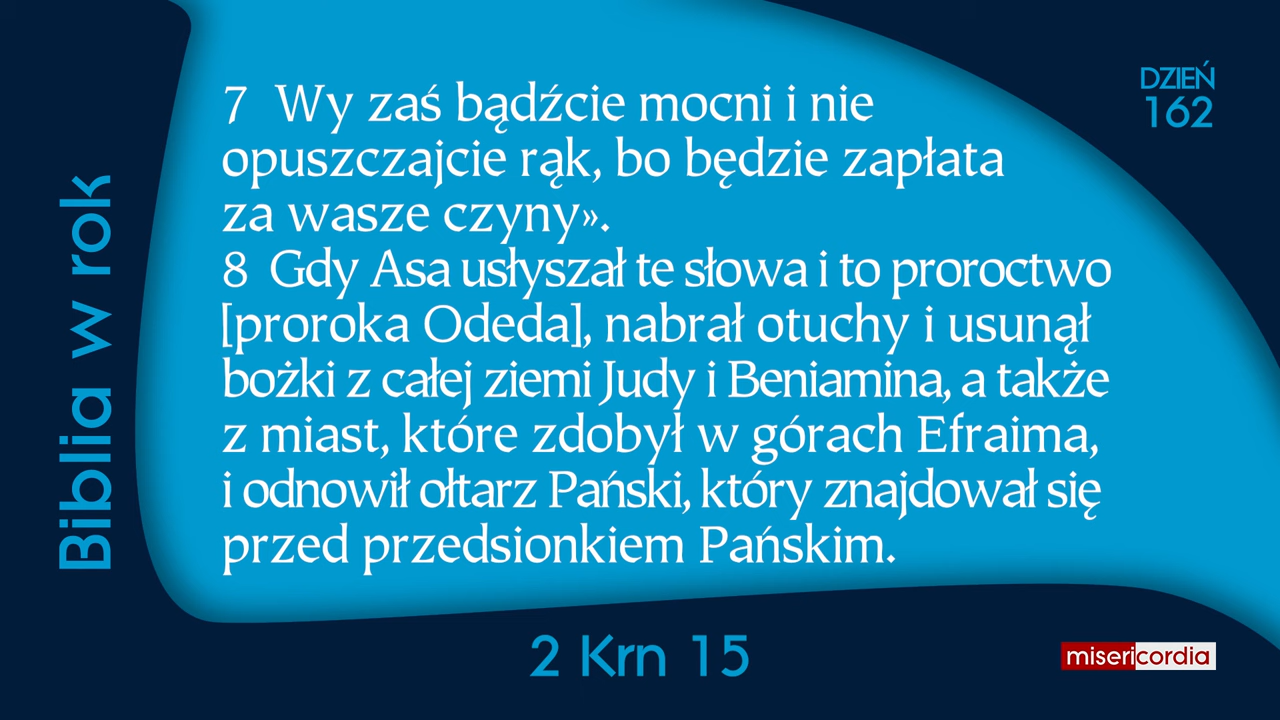 DZIEŃ
162
Biblia w rok
7 Wy zaś bądźcie mocni i nie
opuszczajcie rąk, bo będzie zapłata
za wasze czyny».
8 Gdy Asa usłyszał te słowa i to proroctwo
[proroka Odeda], nabrał otuchy i usunął
bożki z całej ziemi Judy i Beniamina, a także
z miast, które zdobył w górach Efraima,
i odnowił ołtarz Pański, który znajdował się
przed przedsionkiem Pańskim.
2 Krn 15
misericordia